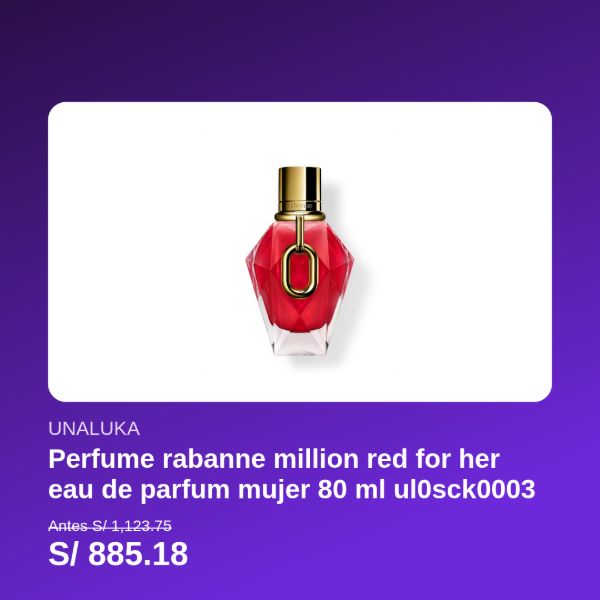 UNALUKA
Perfume rabanne million red for her
eau de parfum mujer 80 ml ul0sck0003
Antes S/ 1,123.75
S/ 885.18